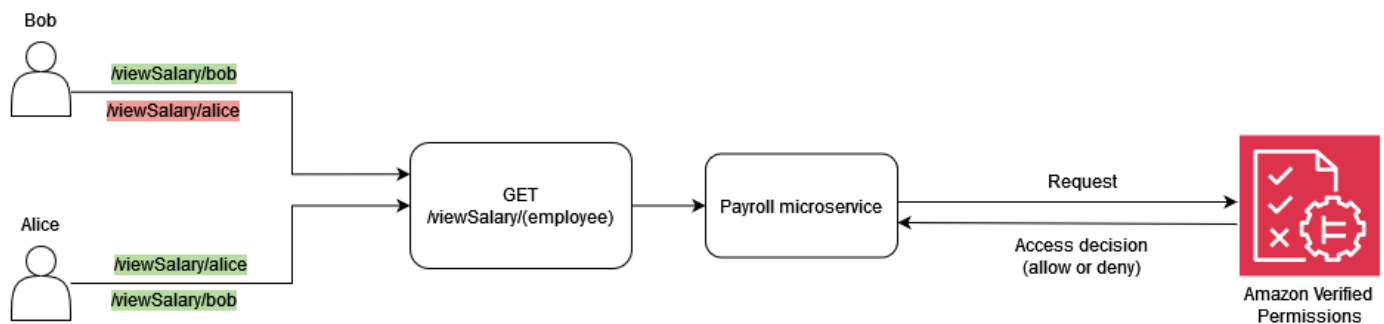 Bob
/viewSalary/bob
/viewSalary/alice
Alice
/viewSalary/alice
/viewSalary/bob
GET
/viewSalary/(employee)
Payroll microservice
Request
Access decision
(allow or deny)
Amazon Verified
Permissions